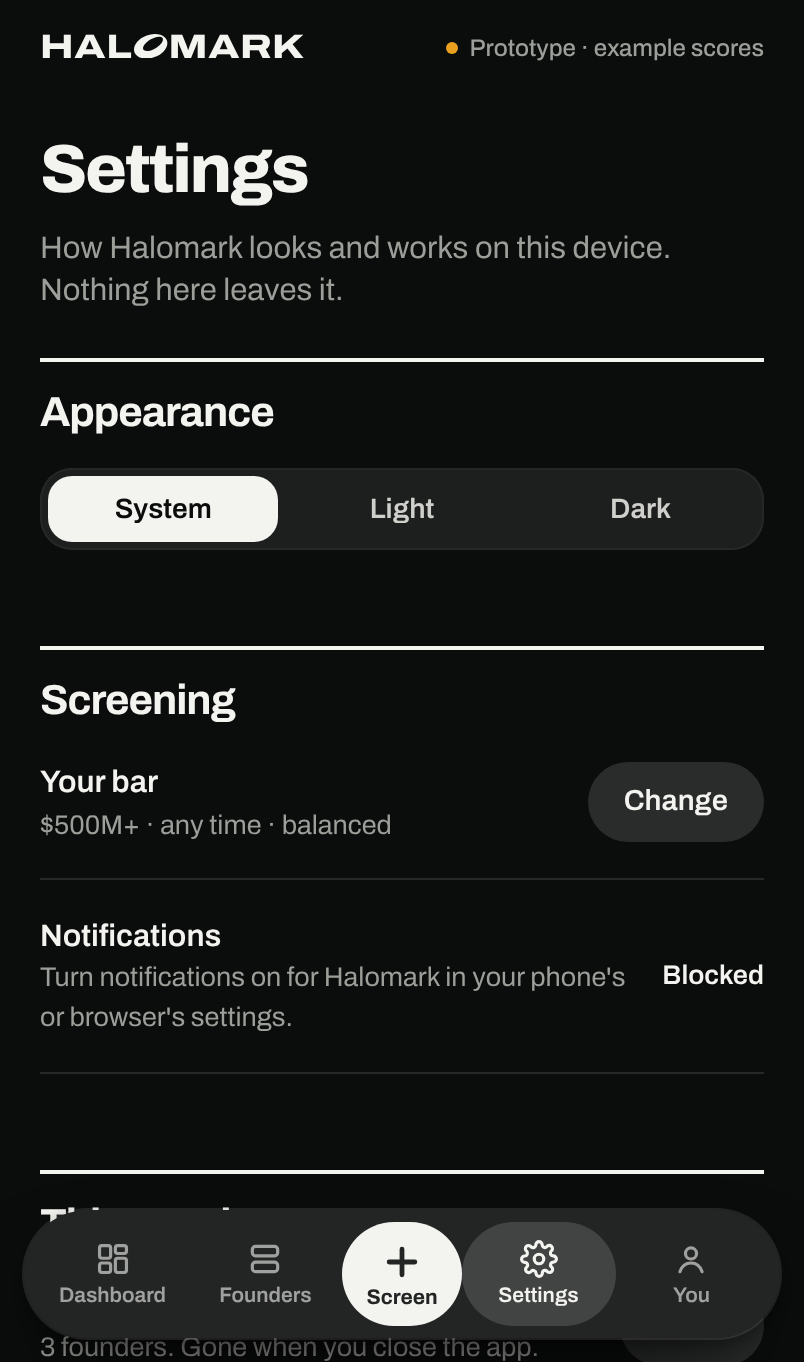 HALOMARK
Prototype · example scores
Settings
How Halomark looks and works on this device.
Nothing here leaves it.
Appearance
System
Light
Dark
Screening
Your bar
$500M+ · any time · balanced
Change
Notifications
Turn notifications on for Halomark in your phone's
or browser's settings.
Blocked
Dashboard
Founders
Screen
Settings
You
3 founders. Gone when you close the app.